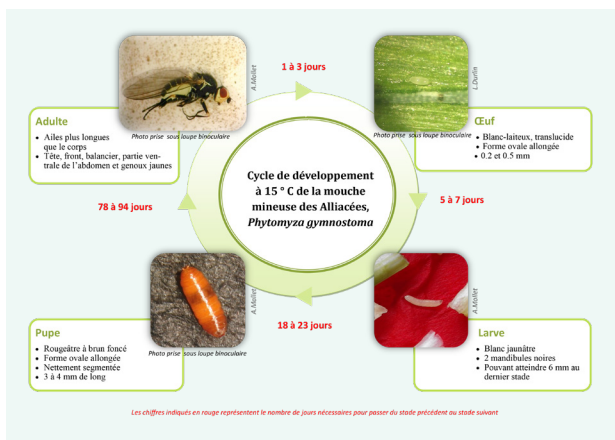 1 à 3 jours
A.Mollet
L.Durlin
Photo prise sous loupe binoculaire
Photo prise sous loupe binoculaire
Adulte
• Ailes plus longues
que le corps
• Tête, front, balancier, partie ven-
trale de l'abdomen et genoux jaunes
Œuf
• Blanc-laiteux, translucide
• Forme ovale allongée
• 0.2 et 0.5 mm
Cycle de développement
à 15 ° C de la mouche
mineuse des Alliacées,
Phytomyza gymnostoma
78 à 94 jours
5 à 7 jours
A.Mollet
A.Mollet
18 à 23 jours
Pupe
• Rougeâtre à brun foncé
• Forme ovale allongée
• Nettement segmentée
• 3 à 4 mm de long
Photo prise sous loupe binoculaire
Larve
• Blanc jaunâtre
• 2 mandibules noires
• Pouvant atteindre 6 mm au
dernier stade
Les chiffres indiqués en rouge représentent le nombre de jours nécessaires pour passer du stade précédent au stade suivant